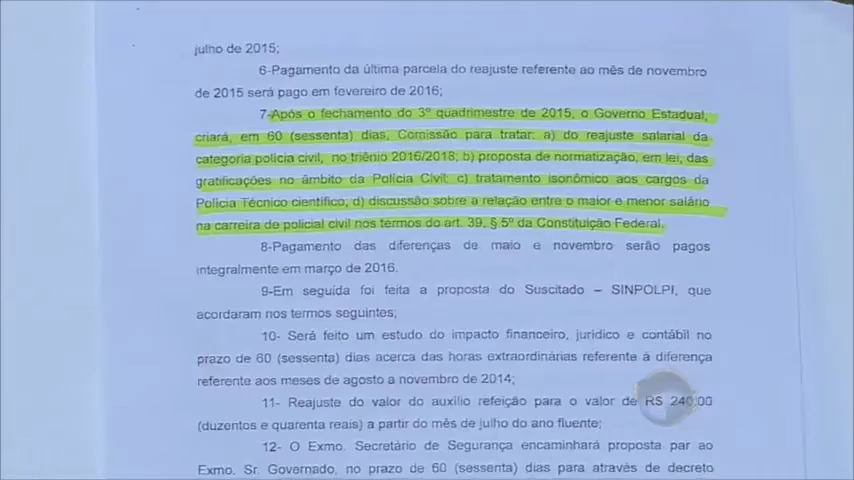 julho de 2015;
6-Pagamento da última parcela do reajuste referente ao mês de novembro
de 2015 será pago em fevereiro de 2016;
7-Após o fechamento do 3º quadrimestre de 2015, o Governo Estadual,
criará, em 60 (sessenta) dias, Comissão para tratar: a) do reajuste salarial da
categoria policia civil, no triênio 2016/2018; b) proposta de normatização, em lei, das
gratificações no âmbito da Polícia Civil; c) tratamento isonômico aos cargos da
Policia Técnico científico, d) discussão sobre a relação entre o maior e menor salário
na carreira de policial civil nos termos do art. 39, § 5º da Constituição Federal.
8-Pagamento das diferenças de maio e novembro serão pagos
integralmente em março de 2016.
9-Em seguida foi feita a proposta do Suscitado – SINPOLPI, que
acordaram nos termos seguintes;
10- Será feito um estudo do impacto financeiro, jurídico e contábil no
prazo de 60 (sessenta) dias acerca das horas extraordinárias referente à diferença
referente aos meses de agosto a novembro de 2014;
11- Reajuste do valor do auxílio refeição para o valor de R$ 240,00
(duzentos e quarenta reais) a partir do mês de julho do ano fluente;
12- O Exmo. Secretário de Segurança encaminhará proposta par ao
Exmo. Sr. Governado, no prazo de 60 (sessenta) dias para através de decreto